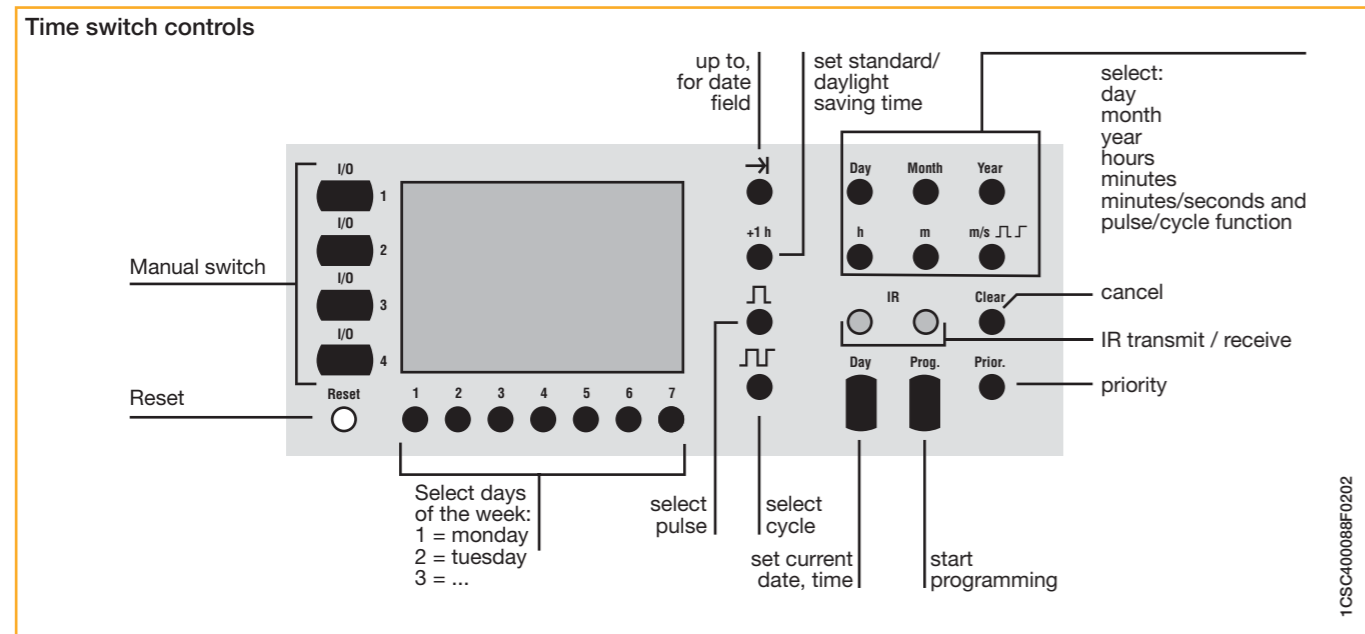 Time switch controls
up to,
for date
field
set standard/
daylight
saving time
select:
day
month
year
hours
minutes
minutes/seconds and
pulse/cycle function
I/O
1
I/O
2
I/O
3
I/O
4
Manual switch
Reset
Reset
1 2 3 4 5 6 7
Select days
of the week:
1 = monday
2 = tuesday
3 = ...
+1 h
select
pulse
select
cycle
Day Month Year
h m m/s
IR
Clear
cancel
IR transmit / receive
Day Prog. Prior.
priority
set current
date, time
start
programming
1CSC400088F0202